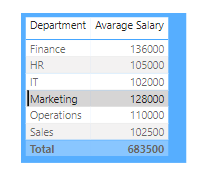 Department Avarage Salary
Finance 136000
HR 105000
IT 102000
Marketing 128000
Operations 110000
Sales 102500
Total 683500